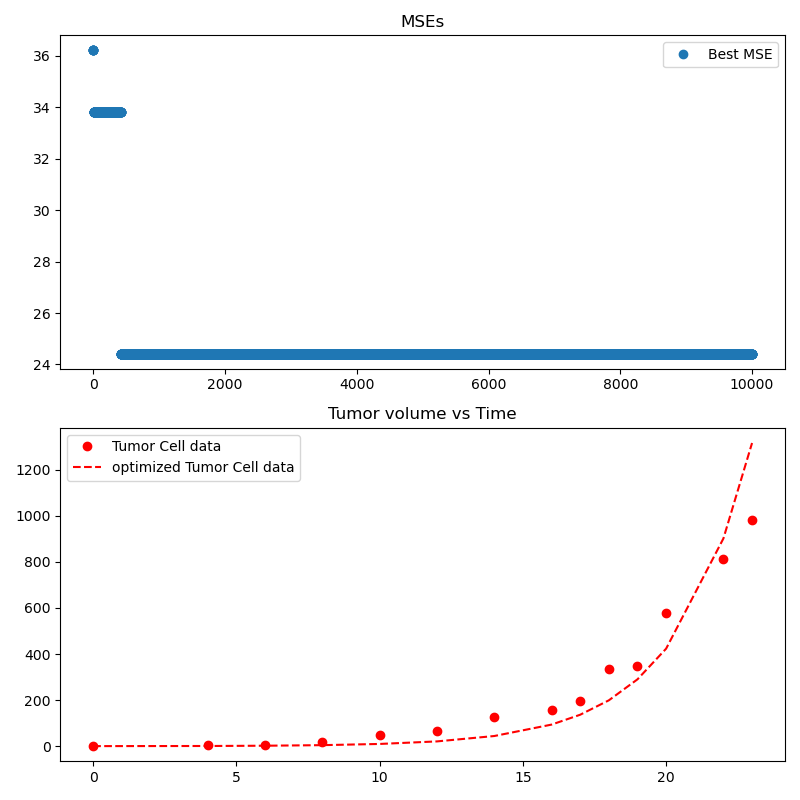 MSEs
36
34
32
30
28
26
24
Best MSE
0 2000 4000 6000 8000 10000
Tumor volume vs Time
1200
1000
800
600
400
200
0
Tumor Cell data
optimized Tumor Cell data
0 5 10 15 20